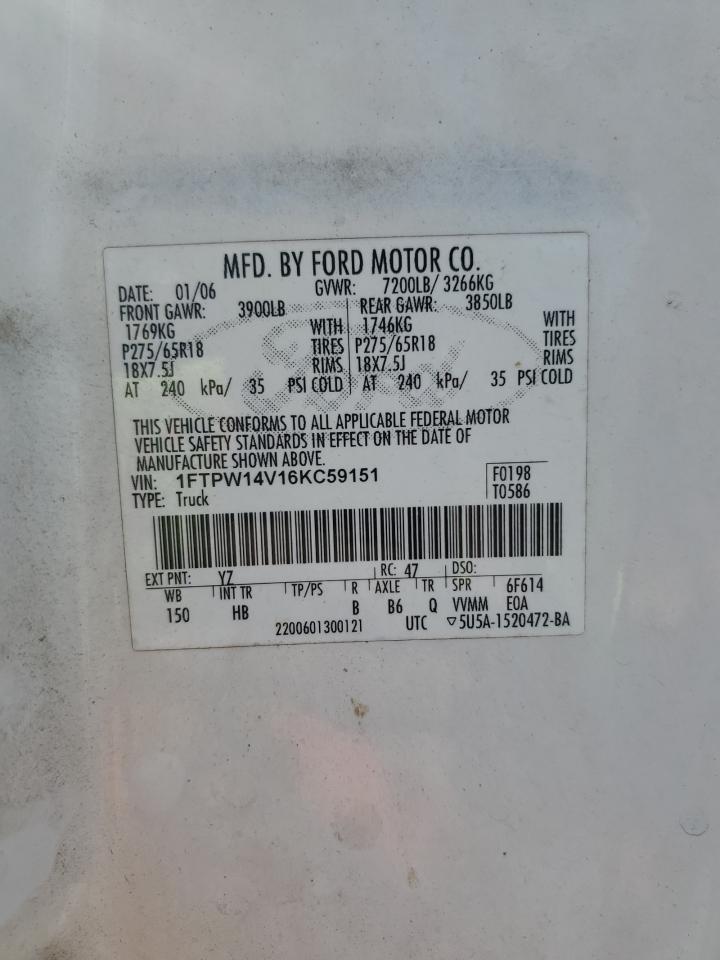 MFD. BY FORD MOTOR CO.
DATE: 01/06 GVWR: 7200LB/ 3266KG
FRONT GAWR: 3900LB REAR GAWR: 3850LB
1769KG WITH 1746KG WITH
P275/65R18 TIRES P275/65R18 TIRES
18X7.5J RIMS 18X7.5J RIMS
AT 240 kPa/ 35 PSI COLD AT 240 kPa/ 35 PSI COLD
THIS VEHICLE CONFORMS TO ALL APPLICABLE FEDERAL MOTOR
VEHICLE SAFETY STANDARDS IN EFFECT ON THE DATE OF
MANUFACTURE SHOWN ABOVE.
VIN: 1FTPW14V16KC59151 F0198
TYPE: Truck T0586
EXT PNT: YZ RC: 47 DSO:
WB INT TR TP/PS R AXLE TR SPR 6F614
150 HB B B6 Q VVMM EOA
2200601300121 UTC ▽5U5A-1520472-BA